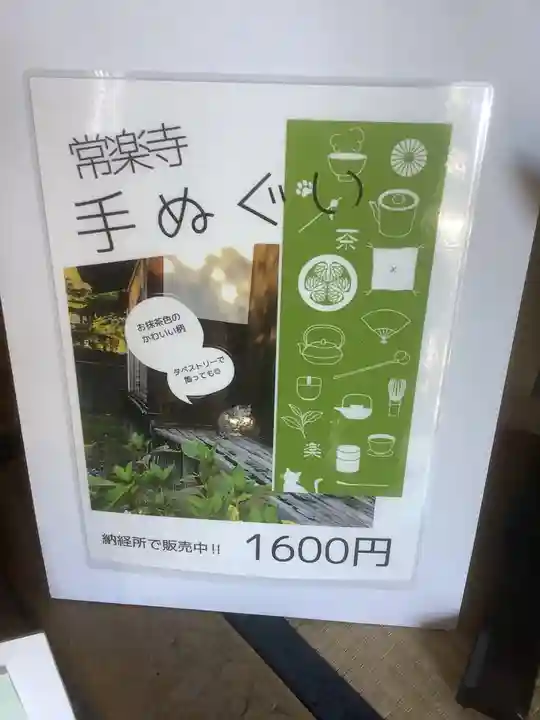 常楽寺
手ぬぐい
お抹茶色の
かわいい柄
タペストリーで
飾っても◎
茶
楽
納経所で販売中!!
1600円